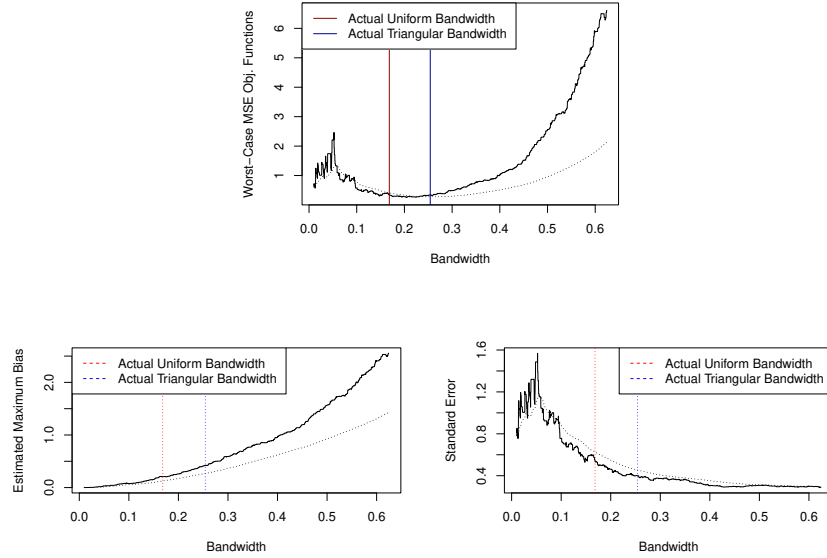 Worst−Case MSE Obj. Functions
Actual Uniform Bandwidth
Actual Triangular Bandwidth
6
5
4
3
2
1
0.0 0.1 0.2 0.3 0.4 0.5 0.6
Bandwidth
Estimated Maximum Bias
Actual Uniform Bandwidth
Actual Triangular Bandwidth
2.0
1.0
0.0
0.0 0.1 0.2 0.3 0.4 0.5 0.6
Bandwidth
Standard Error
Actual Uniform Bandwidth
Actual Triangular Bandwidth
1.6
1.2
0.8
0.4
0.0 0.1 0.2 0.3 0.4 0.5 0.6
Bandwidth